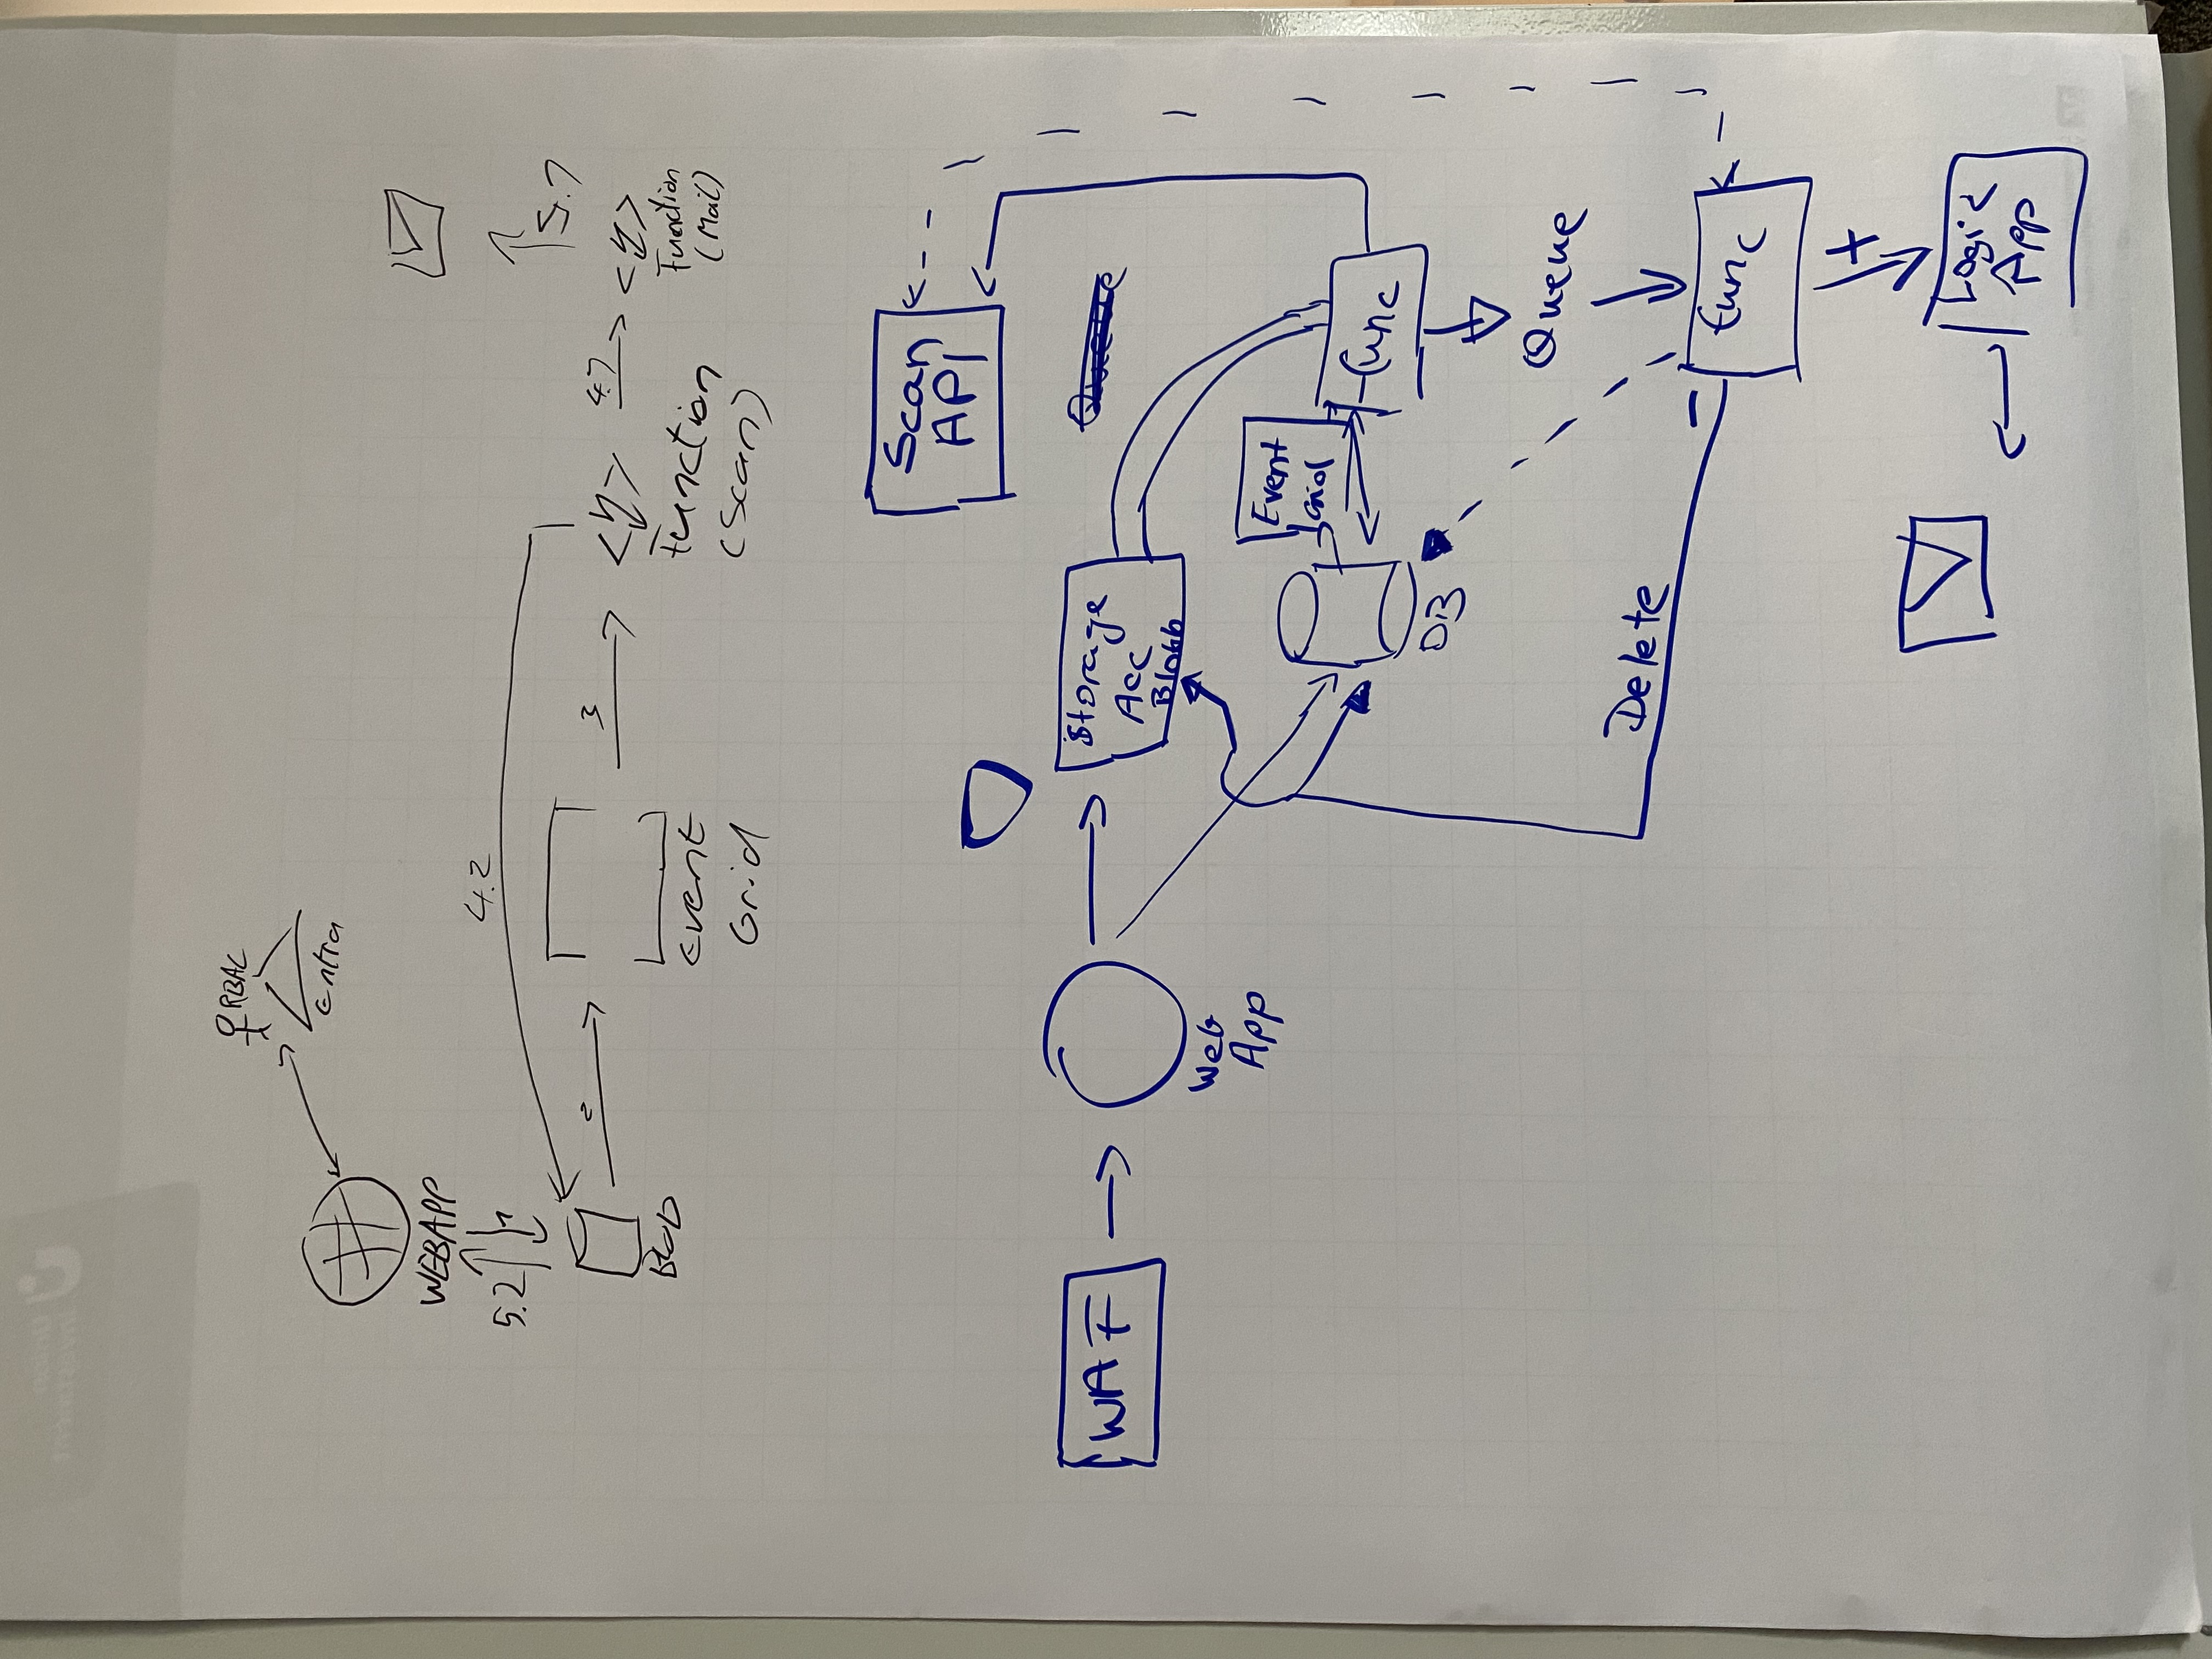 RBAC
Entra
WEBAPP
4.2
5.2
1
5.1
2
3
4.1
Blob
Event
Grid
Function
(Scan)
Function
(Mail)
Scan
API
WAF
Storage
Acc
Blobb
Queue
Web
App
Event
Grid
func
DB
Queue
Delete
func
+
Logic
App